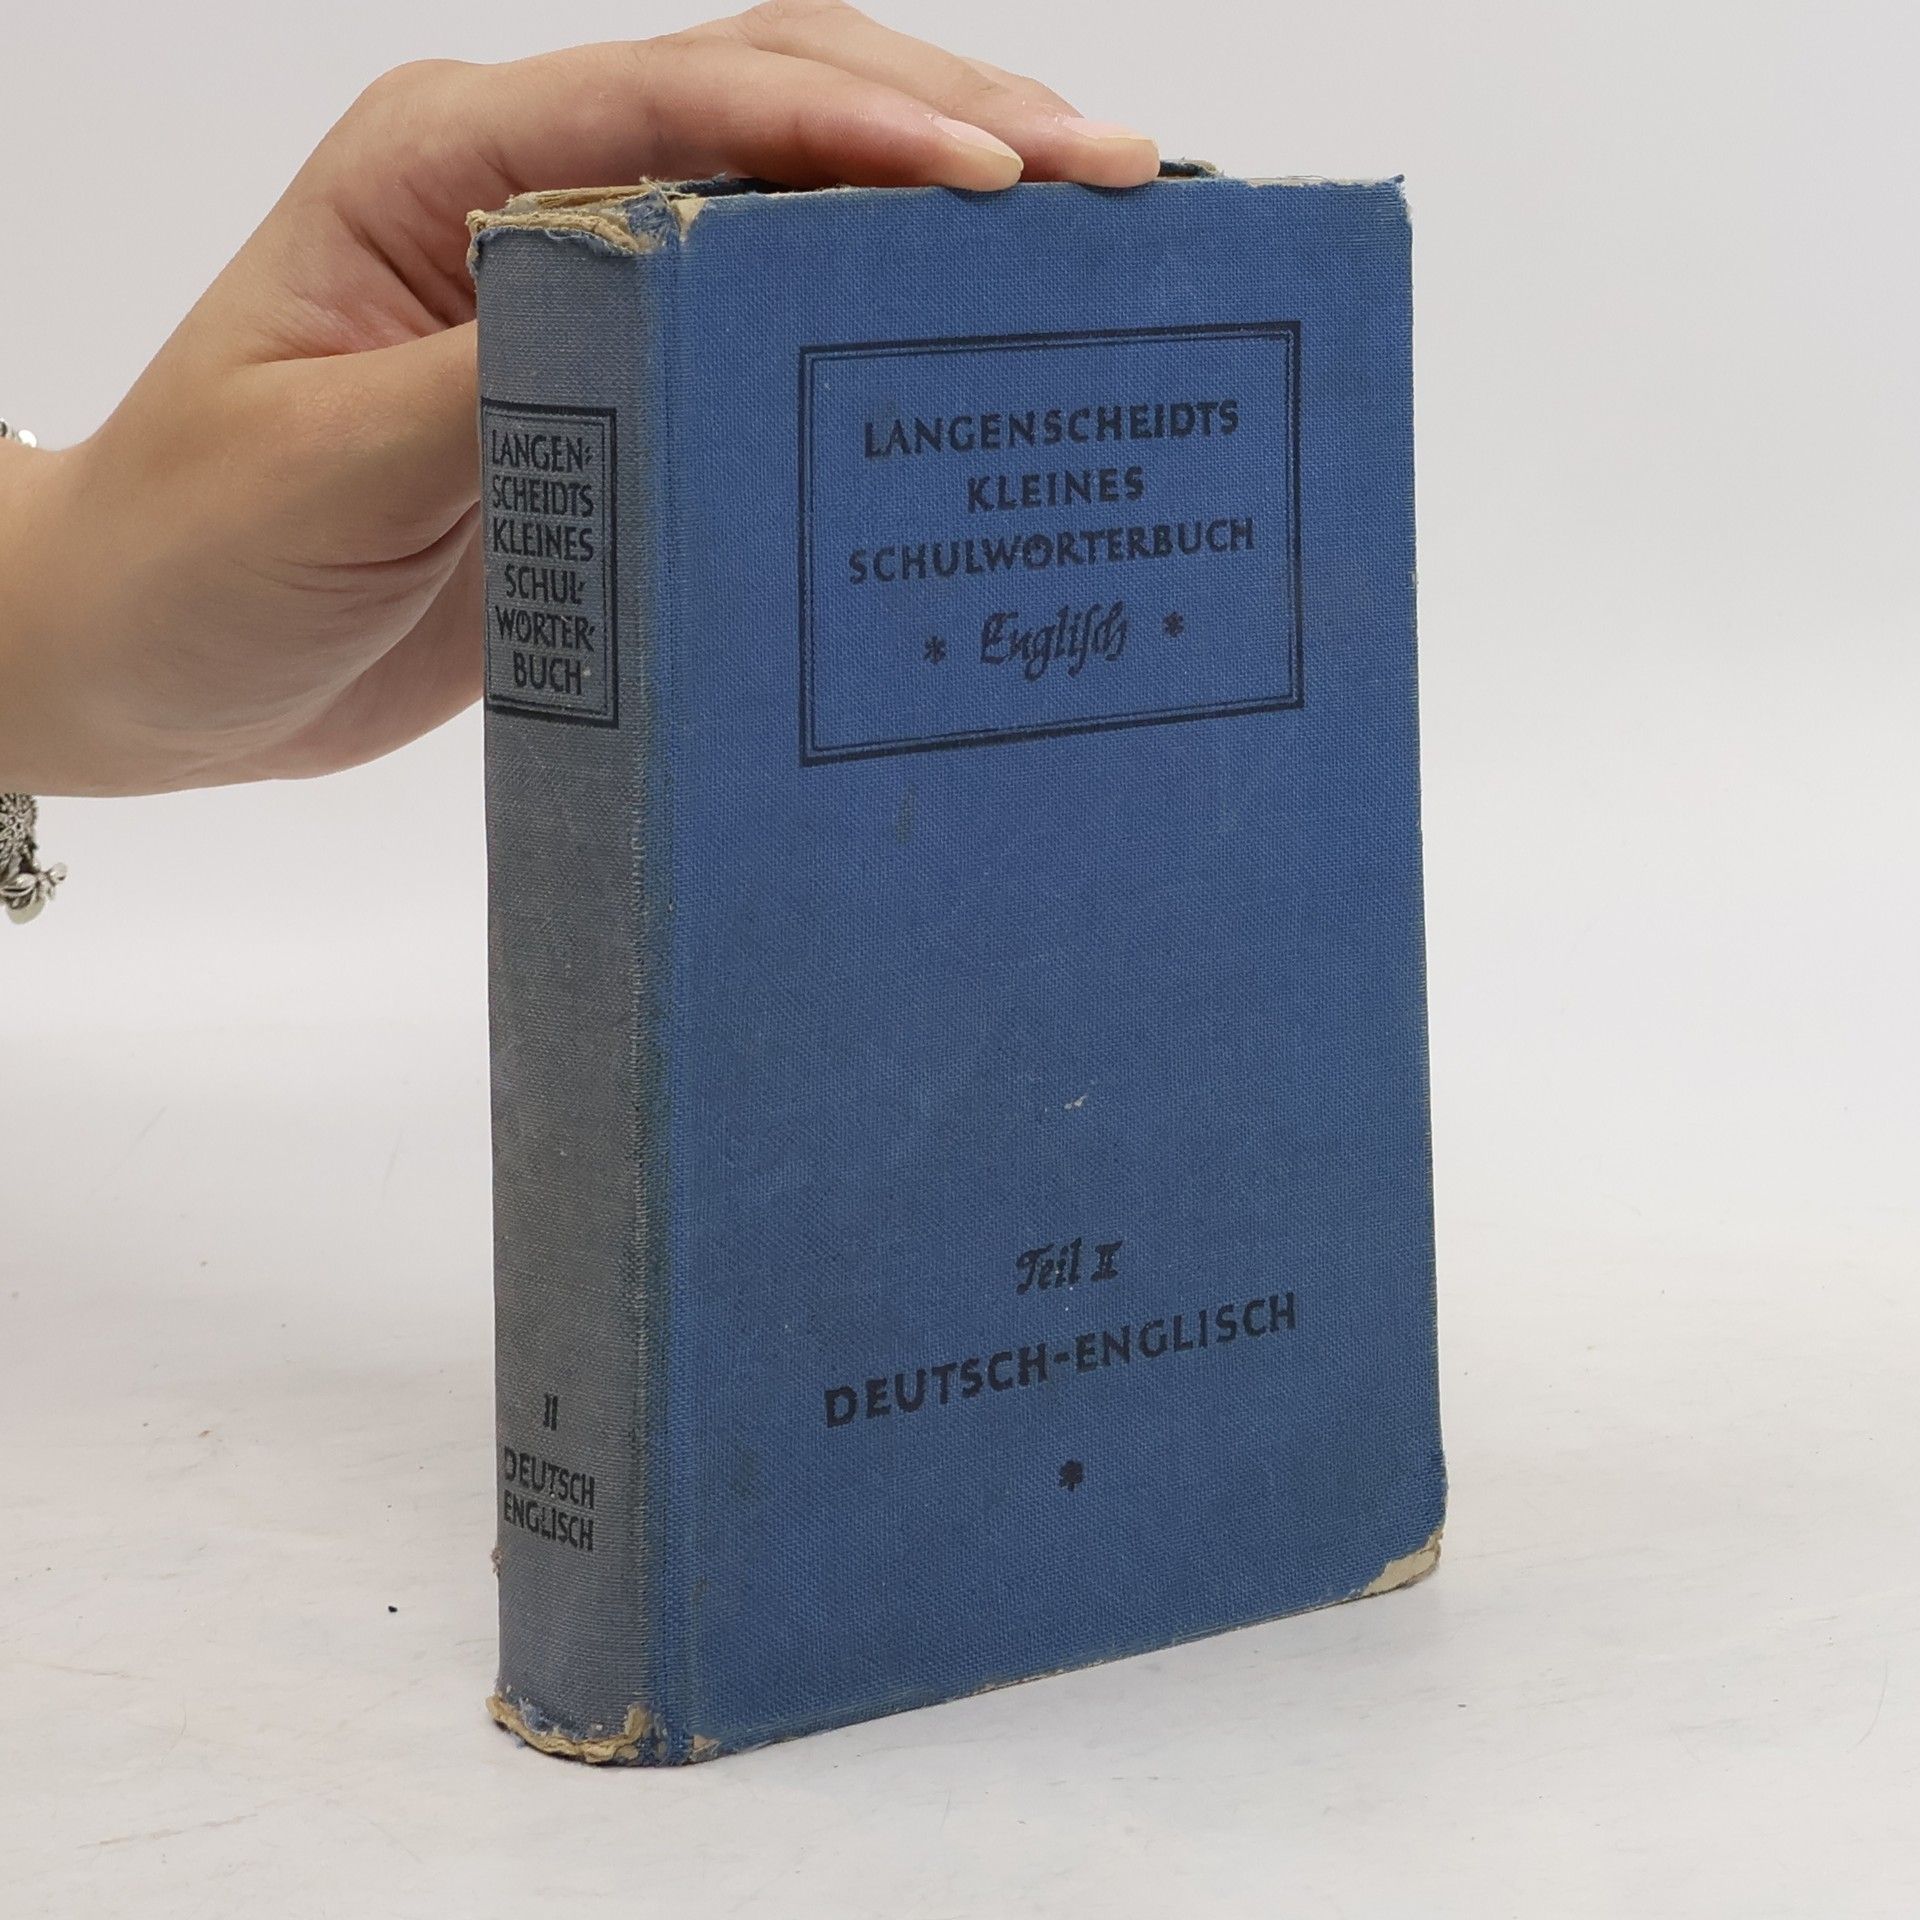 LANGEN-
SCHEIDTS
KLEINES
SCHUL-
WÖRTER-
BUCH
II
DEUTSCH
ENGLISCH
LANGENSCHEIDTS
KLEINES
SCHULWÖRTERBUCH
* Engliſch *
Teil II
DEUTSCH-ENGLISCH
*